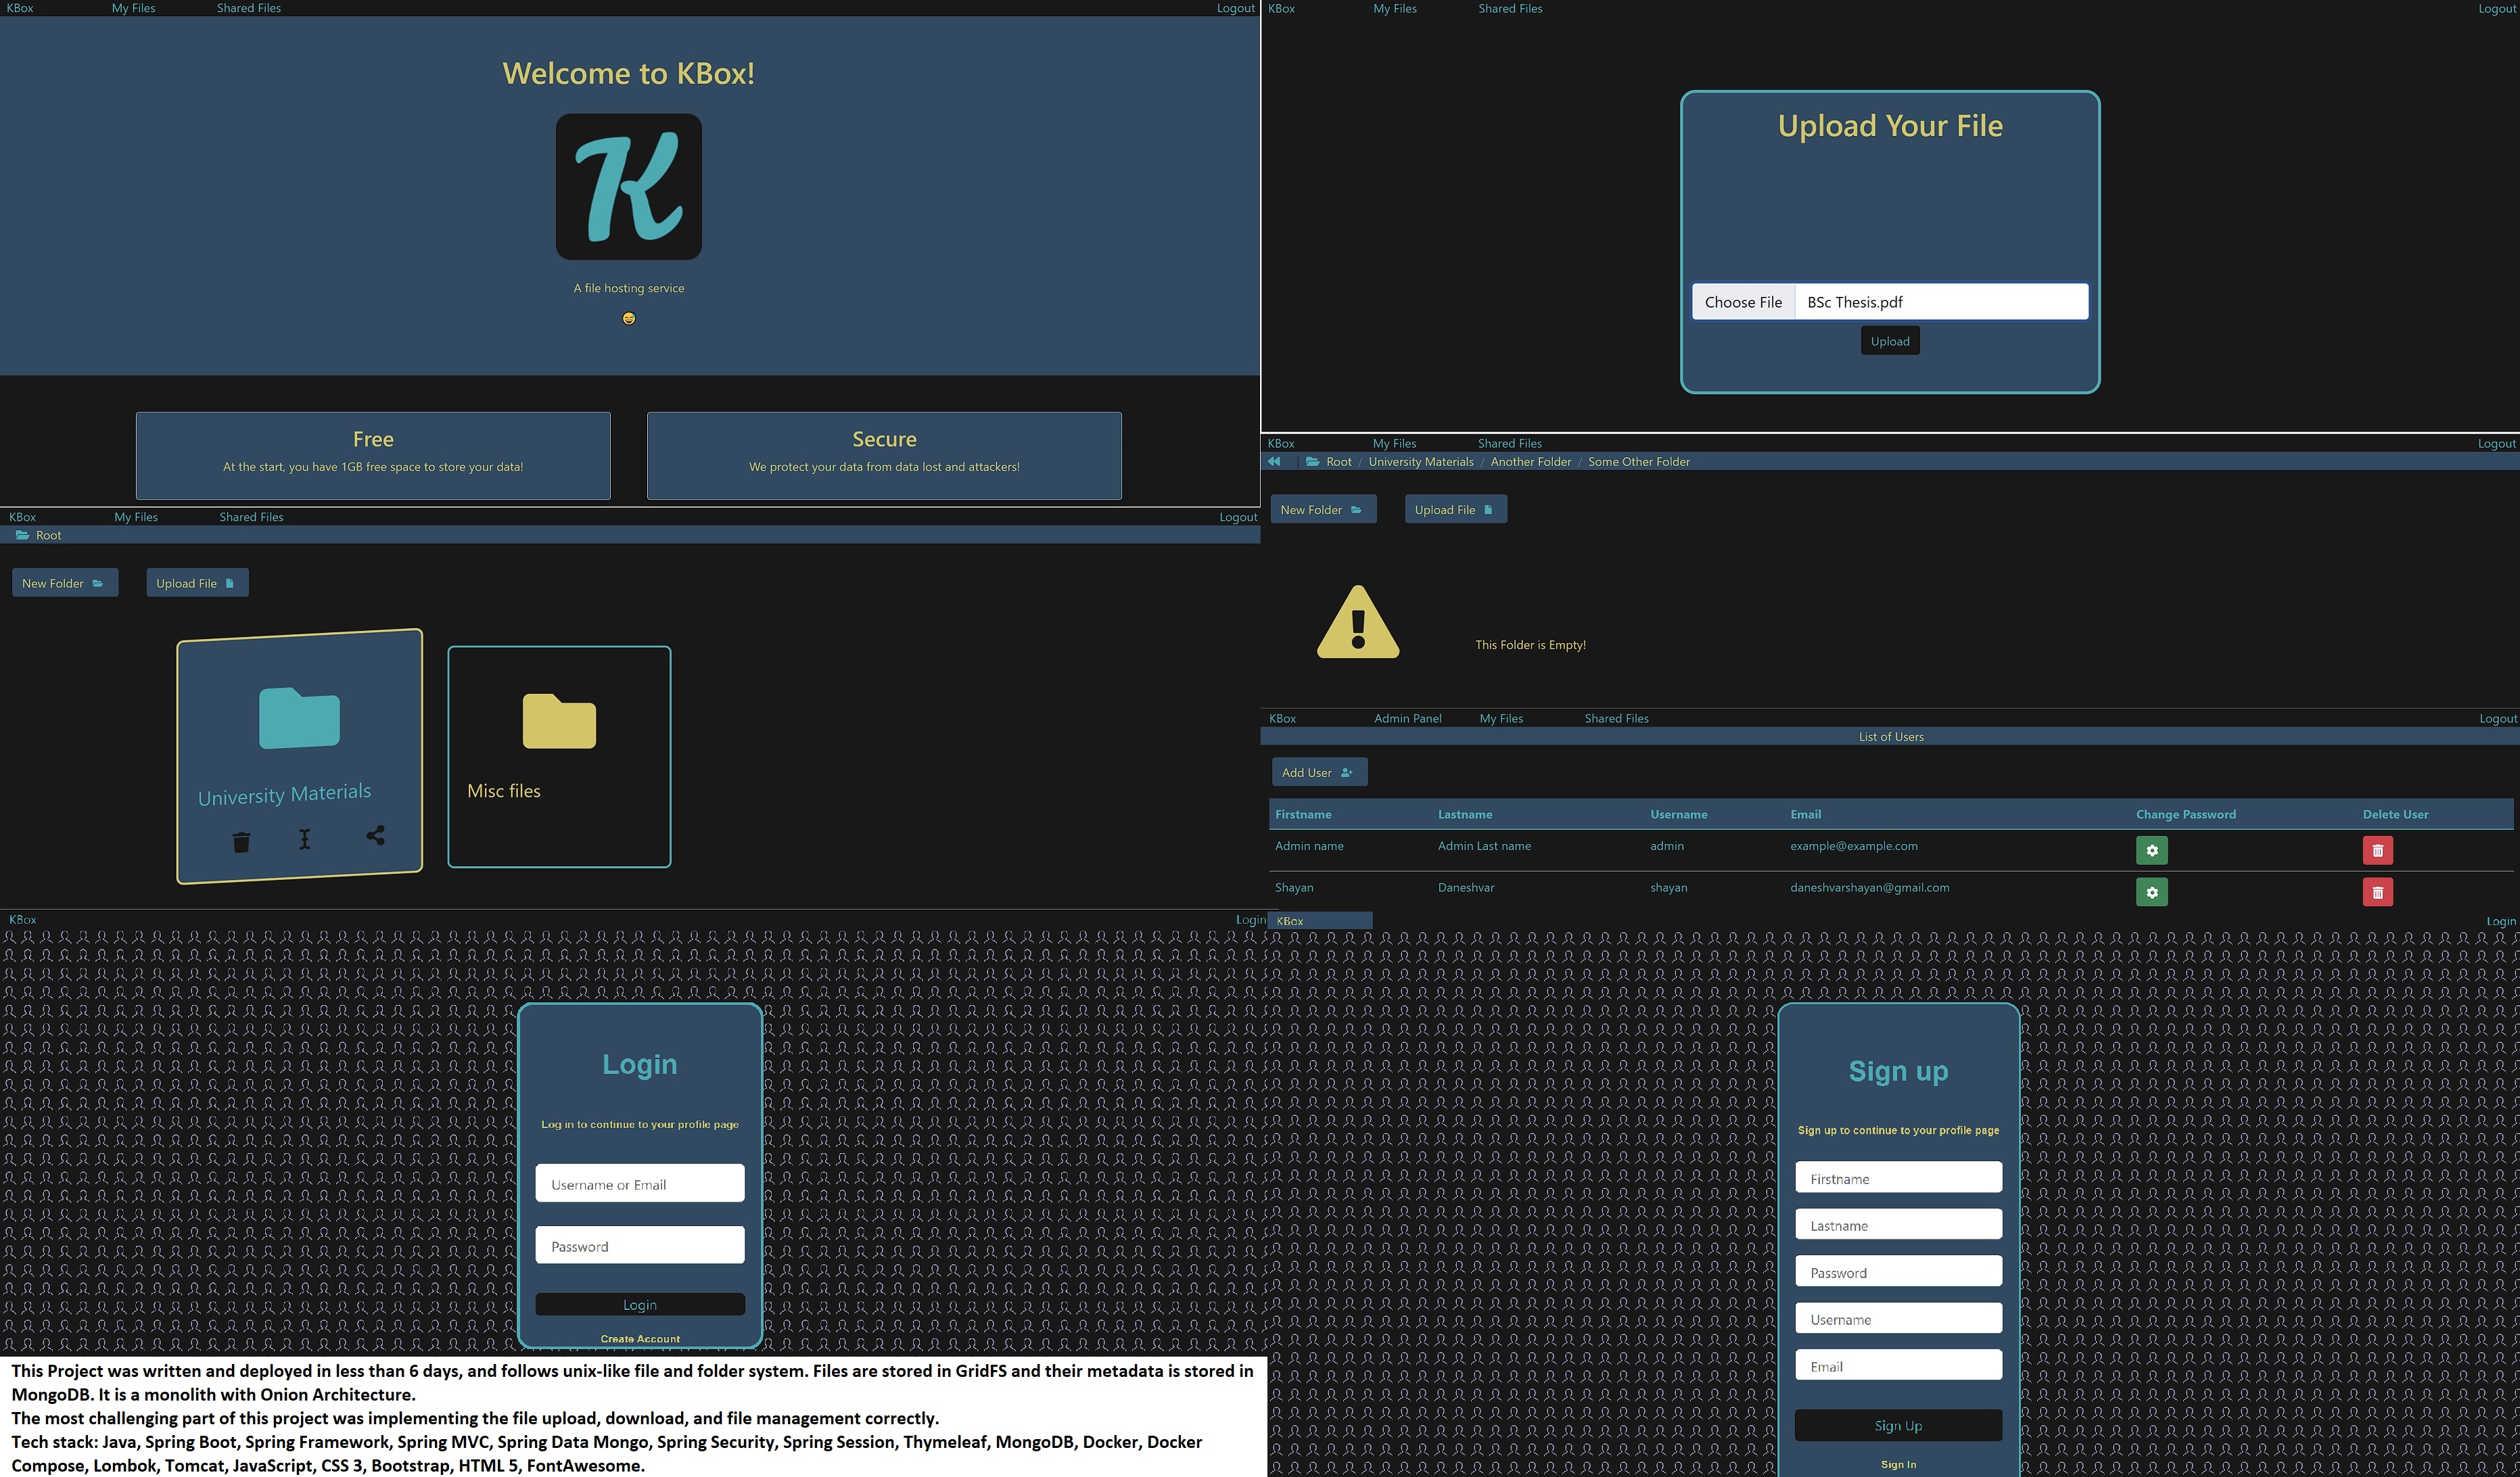 KBox My Files Shared Files Logout
Welcome to KBox!
K
A file hosting service
Free
At the start, you have 1GB free space to store your data!
Secure
We protect your data from data lost and attackers!
KBox My Files Shared Files Logout
Upload Your File
Choose File BSc Thesis.pdf
Upload
KBox My Files Shared Files Logout
Root / University Materials / Another Folder / Some Other Folder
New Folder Upload File
This Folder is Empty!
KBox My Files Shared Files Logout
Root
New Folder Upload File
University Materials
Misc files
KBox Admin Panel My Files Shared Files Logout
List of Users
Add User
Firstname Lastname Username Email Change Password Delete User
Admin name Admin Last name admin example@example.com
Shayan Daneshvar shayan daneshvarshayan@gmail.com
KBox Login
Login
Log in to continue to your profile page
Username or Email
Password
Login
Create Account
KBox Login
Sign up
Sign up to continue to your profile page
Firstname
Lastname
Password
Username
Email
Sign Up
Sign In
This Project was written and deployed in less than 6 days, and follows unix-like file and folder system. Files are stored in GridFS and their metadata is stored in
MongoDB. It is a monolith with Onion Architecture.
The most challenging part of this project was implementing the file upload, download, and file management correctly.
Tech stack: Java, Spring Boot, Spring Framework, Spring MVC, Spring Data Mongo, Spring Security, Spring Session, Thymeleaf, MongoDB, Docker, Docker
Compose, Lombok, Tomcat, JavaScript, CSS 3, Bootstrap, HTML 5, FontAwesome.